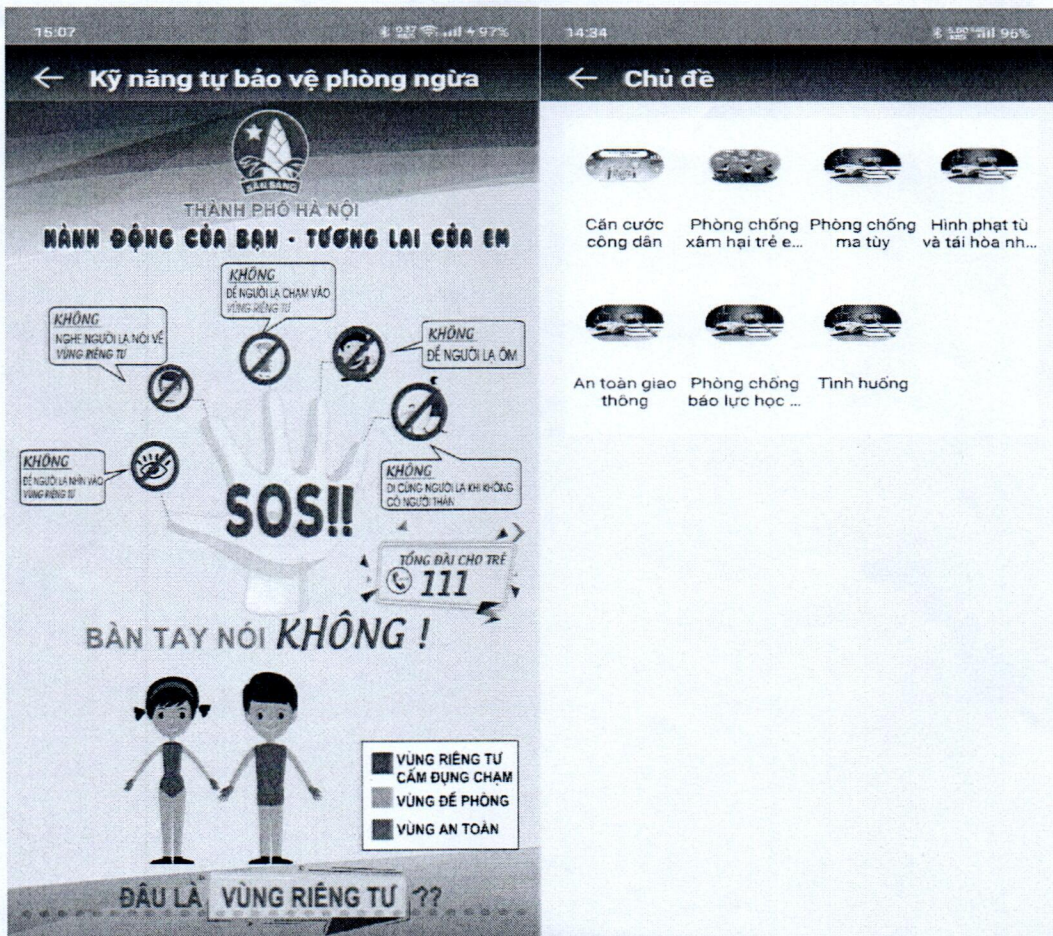 15:07
97%
← Kỹ năng tự bảo vệ phòng ngừa
SẴN SÀNG
THÀNH PHỐ HÀ NỘI
HÀNH ĐỘNG CỦA BẠN - TƯƠNG LAI CỦA EM
KHÔNG
ĐỂ NGƯỜI LẠ CHẠM VÀO
VÙNG RIÊNG TƯ
KHÔNG
NGHE NGƯỜI LẠ NÓI VỀ
VÙNG RIÊNG TƯ
KHÔNG
ĐỂ NGƯỜI LẠ ÔM
KHÔNG
ĐỂ NGƯỜI LẠ NHÌN VÀO
VÙNG RIÊNG TƯ
KHÔNG
ĐI CÙNG NGƯỜI LẠ KHI KHÔNG
CÓ NGƯỜI THÂN
SOS!!
TỔNG ĐÀI CHO TRẺ
111
BÀN TAY NÓI KHÔNG !
VÙNG RIÊNG TƯ
CẤM ĐỤNG CHẠM
VÙNG ĐỀ PHÒNG
VÙNG AN TOÀN
ĐÂU LÀ VÙNG RIÊNG TƯ ??
14:34
96%
← Chủ đề
Căn cước
công dân
Phòng chống
xâm hại trẻ e...
Phòng chống
ma tùy
Hình phạt tù
và tái hòa nh...
An toàn giao
thông
Phòng chống
báo lực học ...
Tình huống